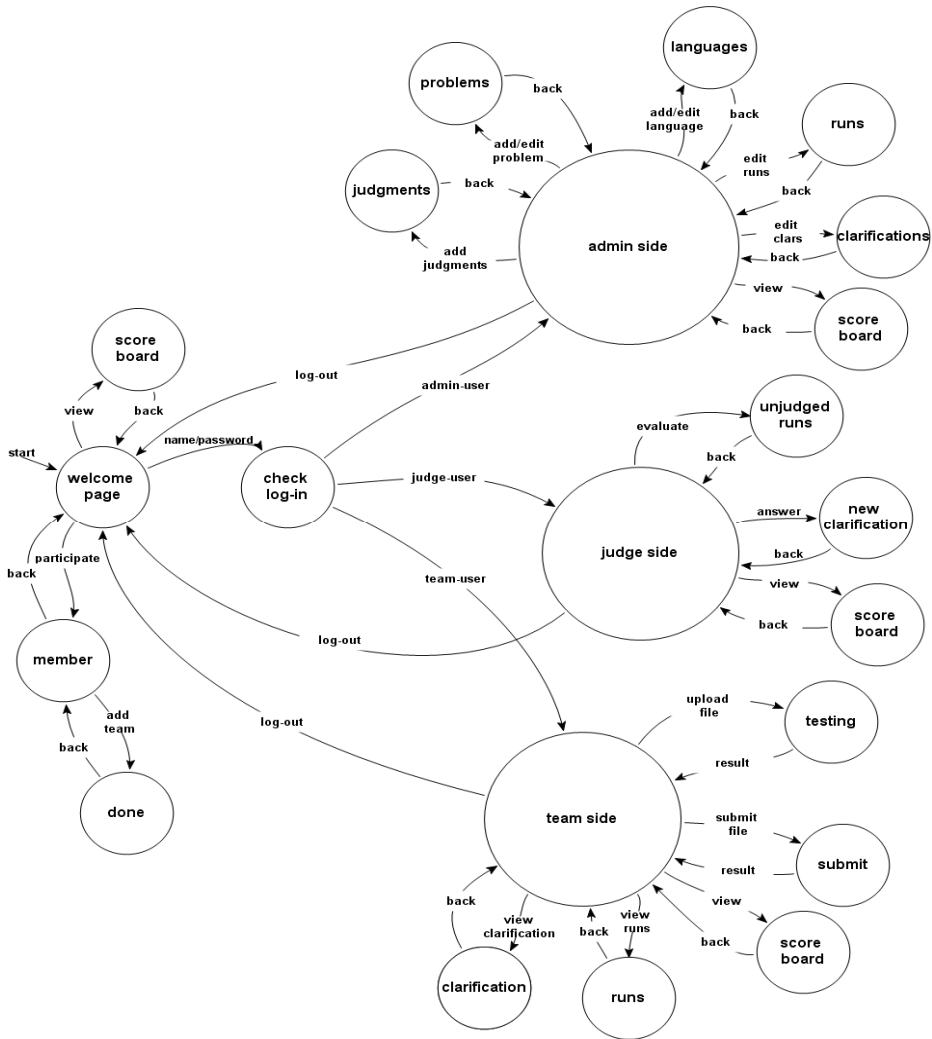 languages
problems
back
add/edit
language
back
runs
add/edit
problem
edit
runs
judgments
back
back
edit
clars
clarifications
admin side
add
judgments
back
view
score
board
back
score
board
log-out
admin-user
view
back
unjudged
runs
evaluate
start
name/password
back
welcome
page
check
log-in
judge-user
answer
new
clarification
judge side
back
participate
back
team-user
view
score
board
back
log-out
member
add
team
upload
file
testing
log-out
back
result
done
team side
submit
file
submit
result
back
view
clarification
view
runs
back
view
back
score
board
clarification
runs